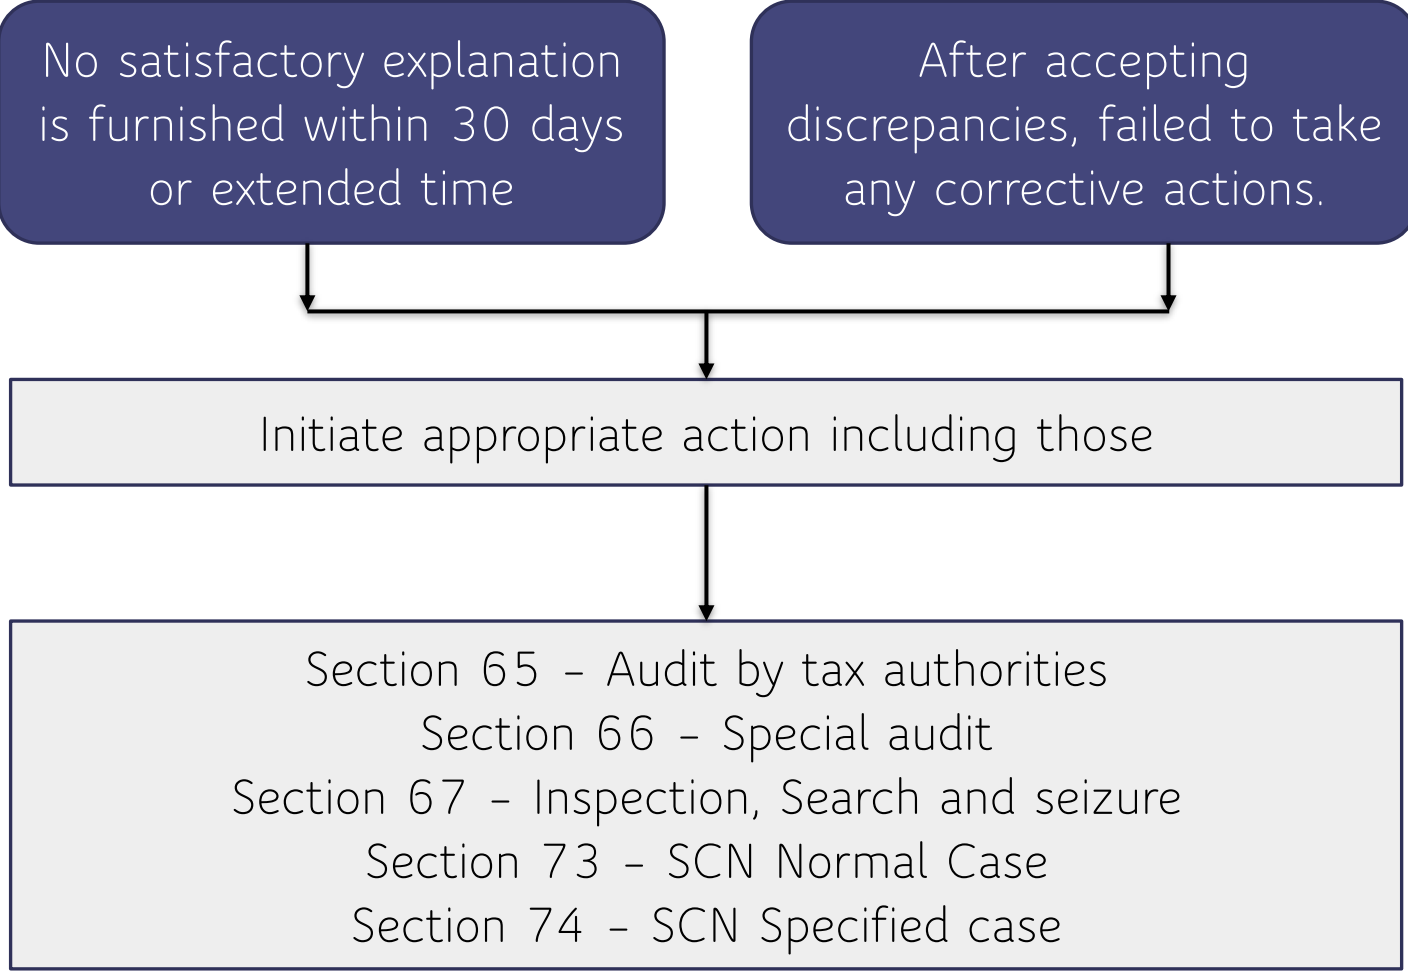 No satisfactory explanation
is furnished within 30 days
or extended time
After accepting
discrepancies, failed to take
any corrective actions.
Initiate appropriate action including those
Section 65 – Audit by tax authorities
Section 66 – Special audit
Section 67 – Inspection, Search and seizure
Section 73 – SCN Normal Case
Section 74 – SCN Specified case